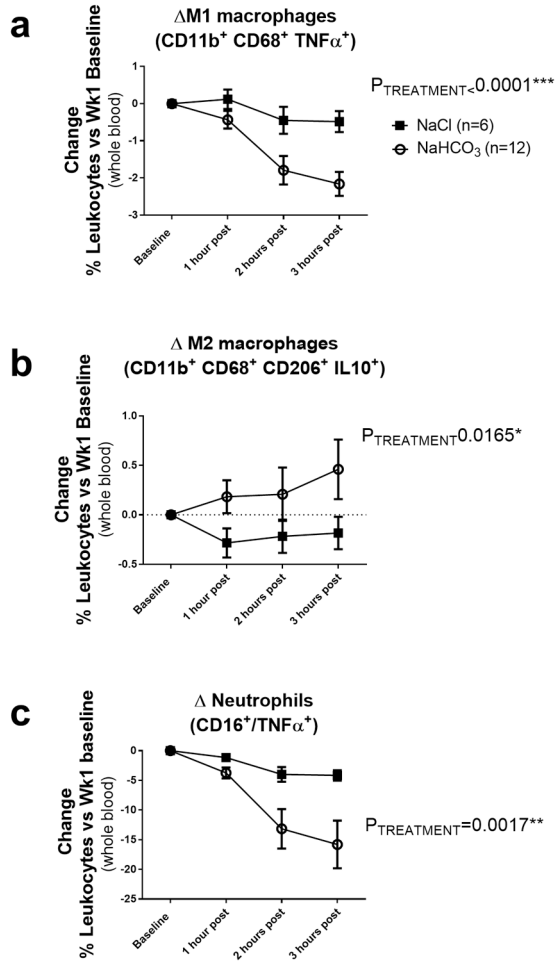 a
ΔM1 macrophages
(CD11b⁺ CD68⁺ TNFα⁺)
Change
% Leukocytes vs Wk1 Baseline
(whole blood)
1
0
-1
-2
-3
Baseline
1 hour post
2 hours post
3 hours post
P_TREATMENT<0.0001***
NaCl (n=6)
NaHCO₃ (n=12)
b
Δ M2 macrophages
(CD11b⁺ CD68⁺ CD206⁺ IL10⁺)
Change
% Leukocytes vs Wk1 Baseline
(whole blood)
1.0
0.5
0.0
-0.5
Baseline
1 hour post
2 hours post
3 hours post
P_TREATMENT0.0165*
c
Δ Neutrophils
(CD16⁺/TNFα⁺)
Change
% Leukocytes vs Wk1 baseline
(whole blood)
0
-5
-10
-15
-20
-25
Baseline
1 hour post
2 hours post
3 hours post
P_TREATMENT=0.0017**